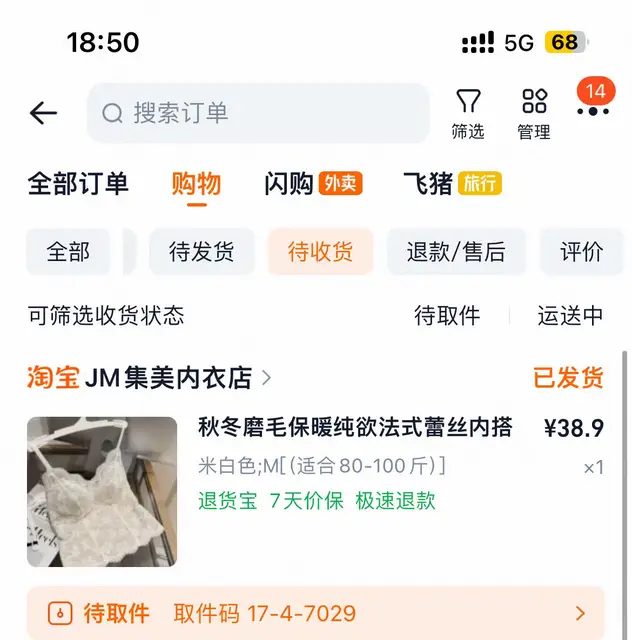 18:50 5G 68
搜索订单 筛选 管理 14
全部订单 购物 闪购 外卖 飞猪 旅行
全部 待发货 待收货 退款/售后 评价
可筛选收货状态 待取件 运送中
淘宝 JM集美内衣店 已发货
秋冬磨毛保暖纯欲法式蕾丝内搭 ¥38.9
米白色;M[(适合80-100斤)] ×1
退货宝 7天价保 极速退款
待取件 取件码 17-4-7029